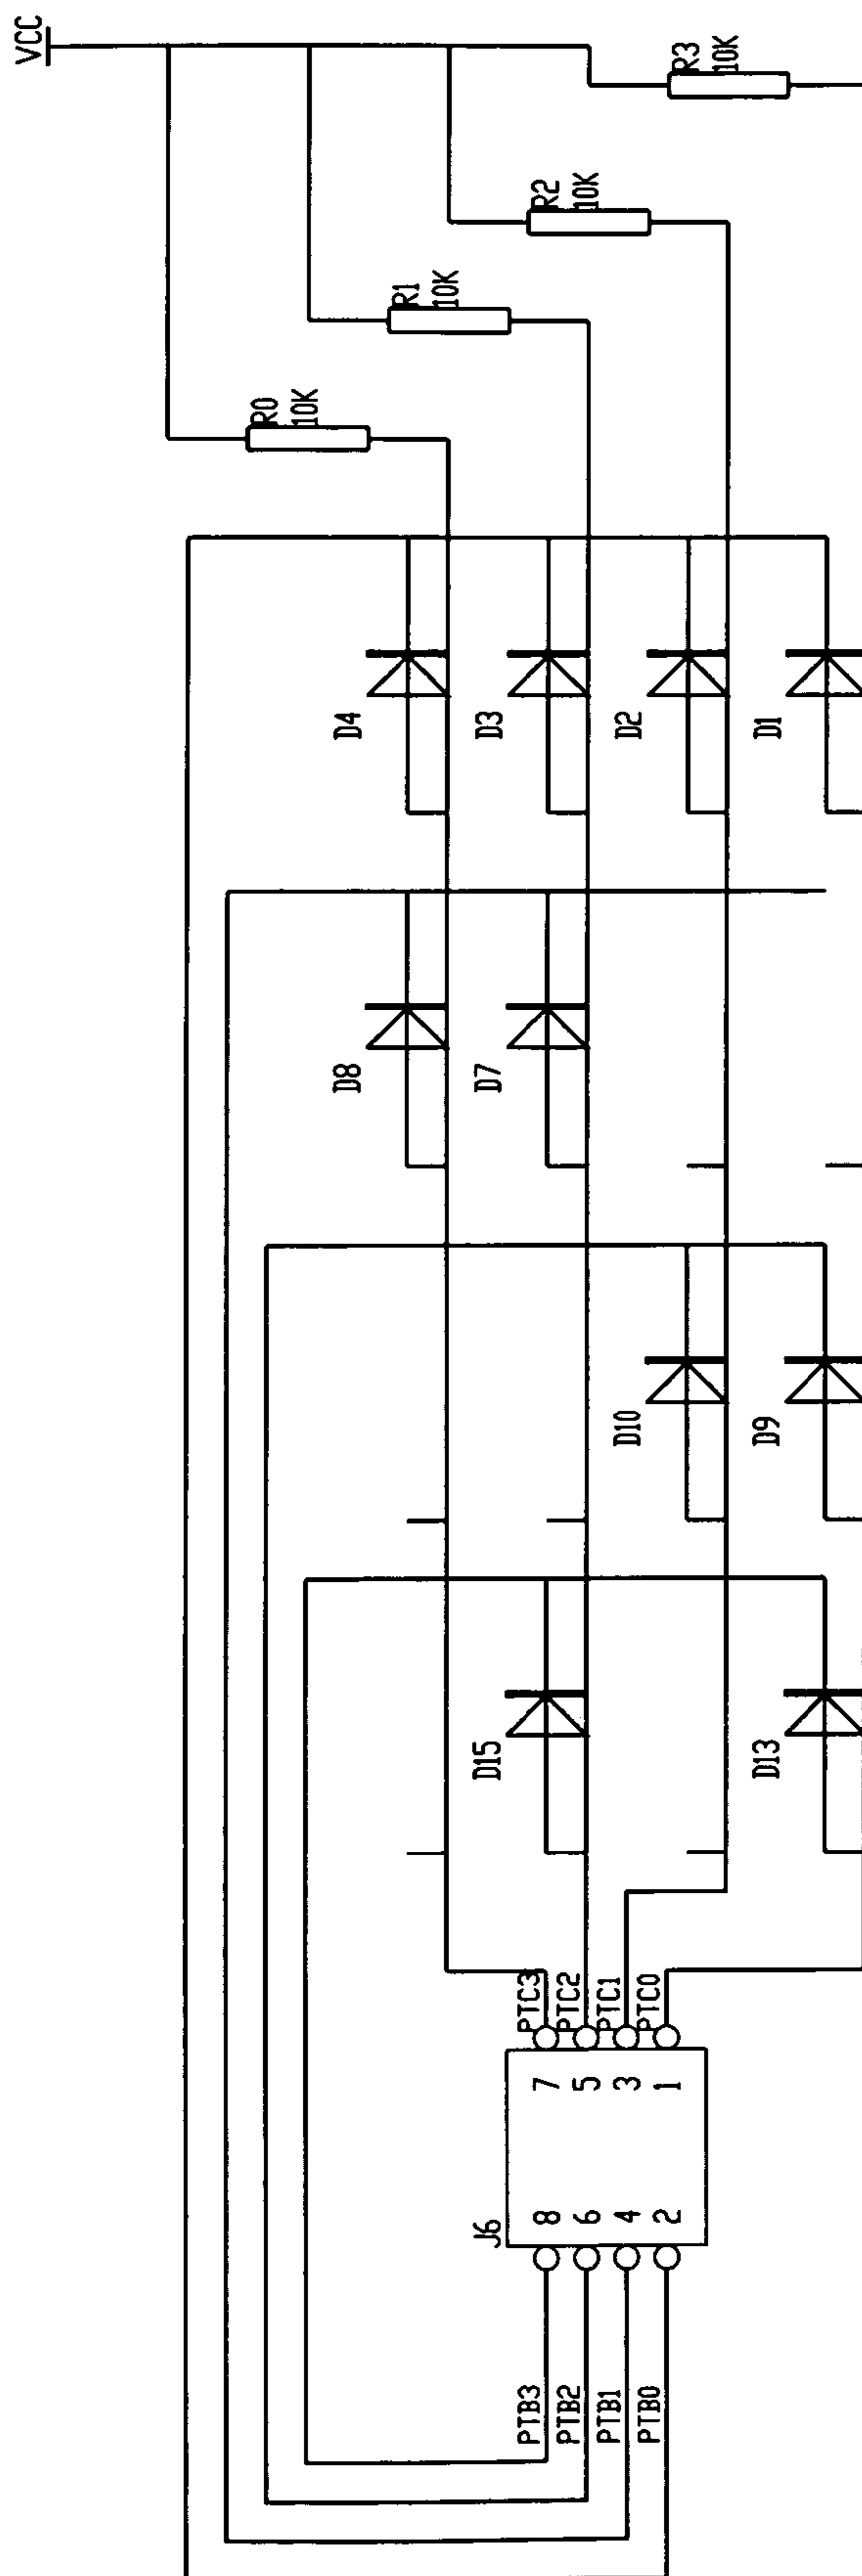 VCC
R3
10K
R2
10K
R1
10K
R0
10K
D4
D3
D2
D1
D8
D7
D10
D9
D15
D13
PTC3
PTC2
PTC1
PTC0
7
5
3
1
J6
8
6
4
2
PTB3
PTB2
PTB1
PTB0